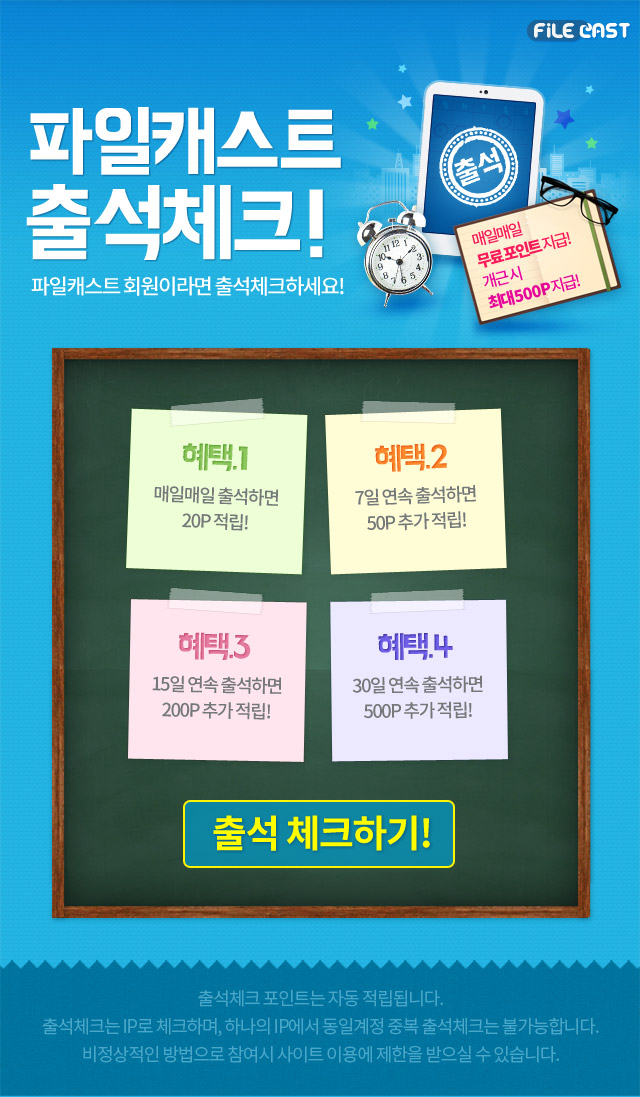 FiLE CAST
파일캐스트
출석체크!
파일캐스트 회원이라면 출석체크하세요!
출석
매일매일
무료 포인트 지급!
개근 시
최대 500P 지급!
혜택.1
매일매일 출석하면
20P 적립!
혜택.2
7일 연속 출석하면
50P 추가 적립!
혜택.3
15일 연속 출석하면
200P 추가 적립!
혜택.4
30일 연속 출석하면
500P 추가 적립!
출석 체크하기!
출석체크 포인트는 자동 적립됩니다.
출석체크는 IP로 체크하며, 하나의 IP에서 동일계정 중복 출석체크는 불가능합니다.
비정상적인 방법으로 참여시 사이트 이용에 제한을 받으실 수 있습니다.